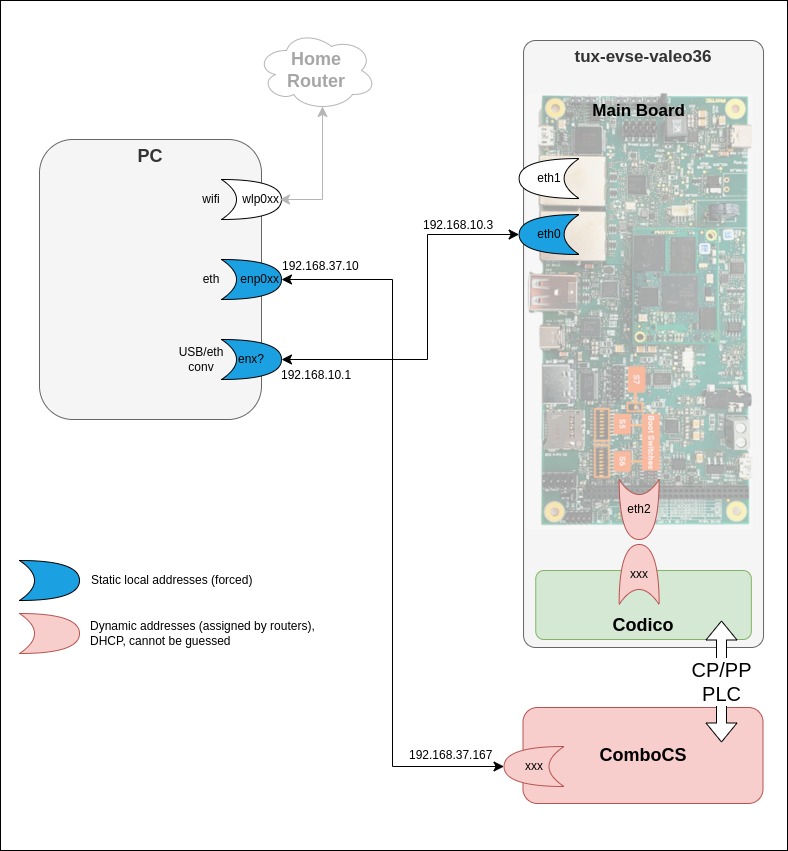 Home
Router
tux-evse-valeo36
Main Board
PC
wifi
wlp0xx
eth1
192.168.10.3
eth0
192.168.37.10
eth
enp0xx
USB/eth
conv
enx?
192.168.10.1
S7
S5
S6
Boot Switches
eth2
xxx
Codico
Static local addresses (forced)
Dynamic addresses (assigned by routers),
DHCP, cannot be guessed
CP/PP
PLC
192.168.37.167
xxx
ComboCS